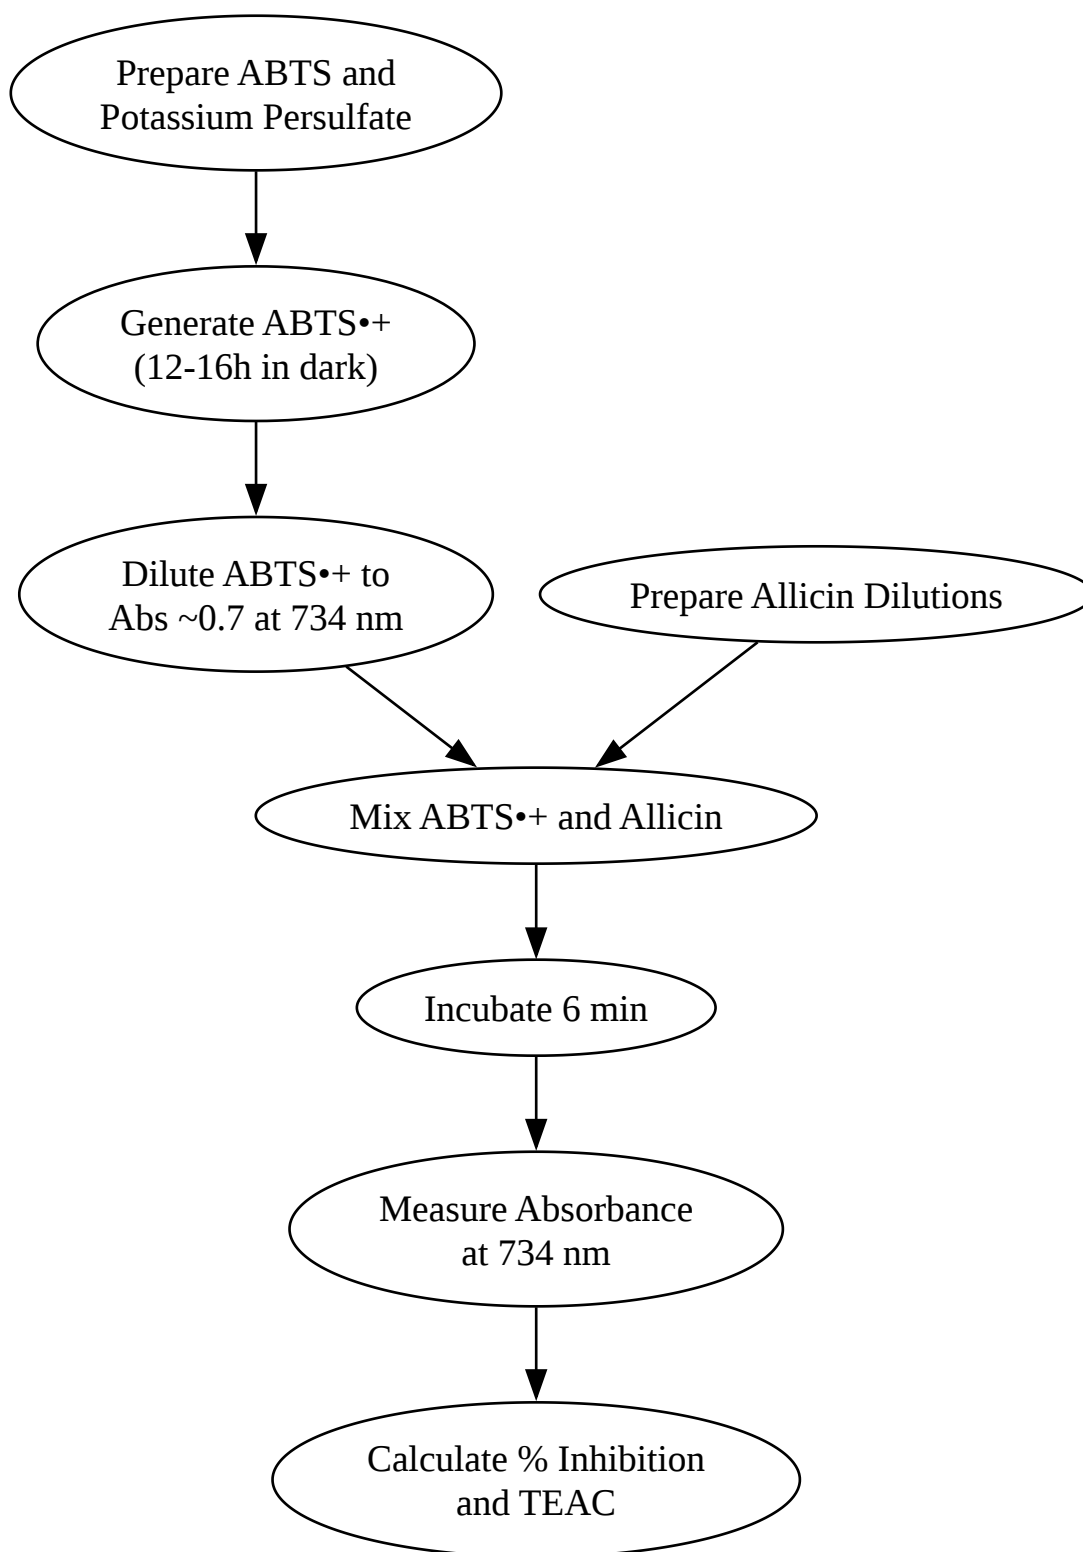 Prepare ABTS and
Potassium Persulfate
Generate ABTS•+
(12-16h in dark)
Dilute ABTS•+ to
Abs ~0.7 at 734 nm
Prepare Allicin Dilutions
Mix ABTS•+ and Allicin
Incubate 6 min
Measure Absorbance
at 734 nm
Calculate % Inhibition
and TEAC